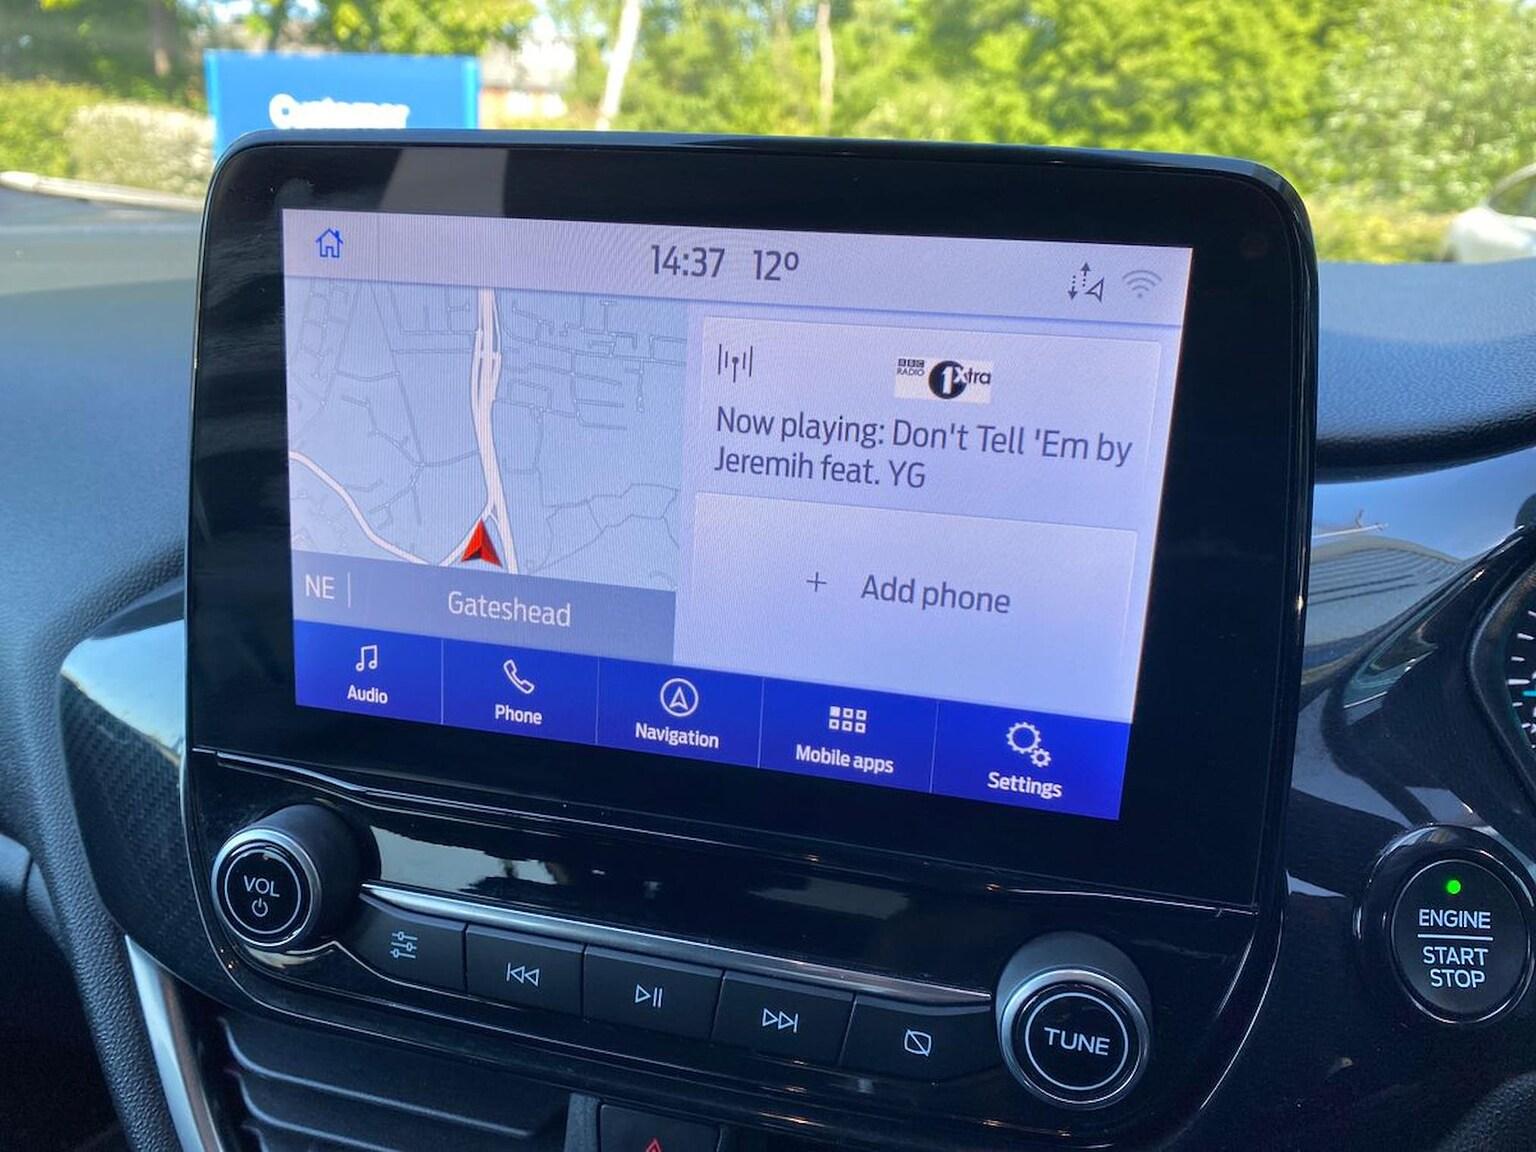 Customer
14:37 12º
BBC
RADIO
1Xtra
Now playing: Don't Tell 'Em by
Jeremih feat. YG
+ Add phone
NE | Gateshead
Audio
Phone
Navigation
Mobile apps
Settings
VOL
TUNE
ENGINE
START
STOP